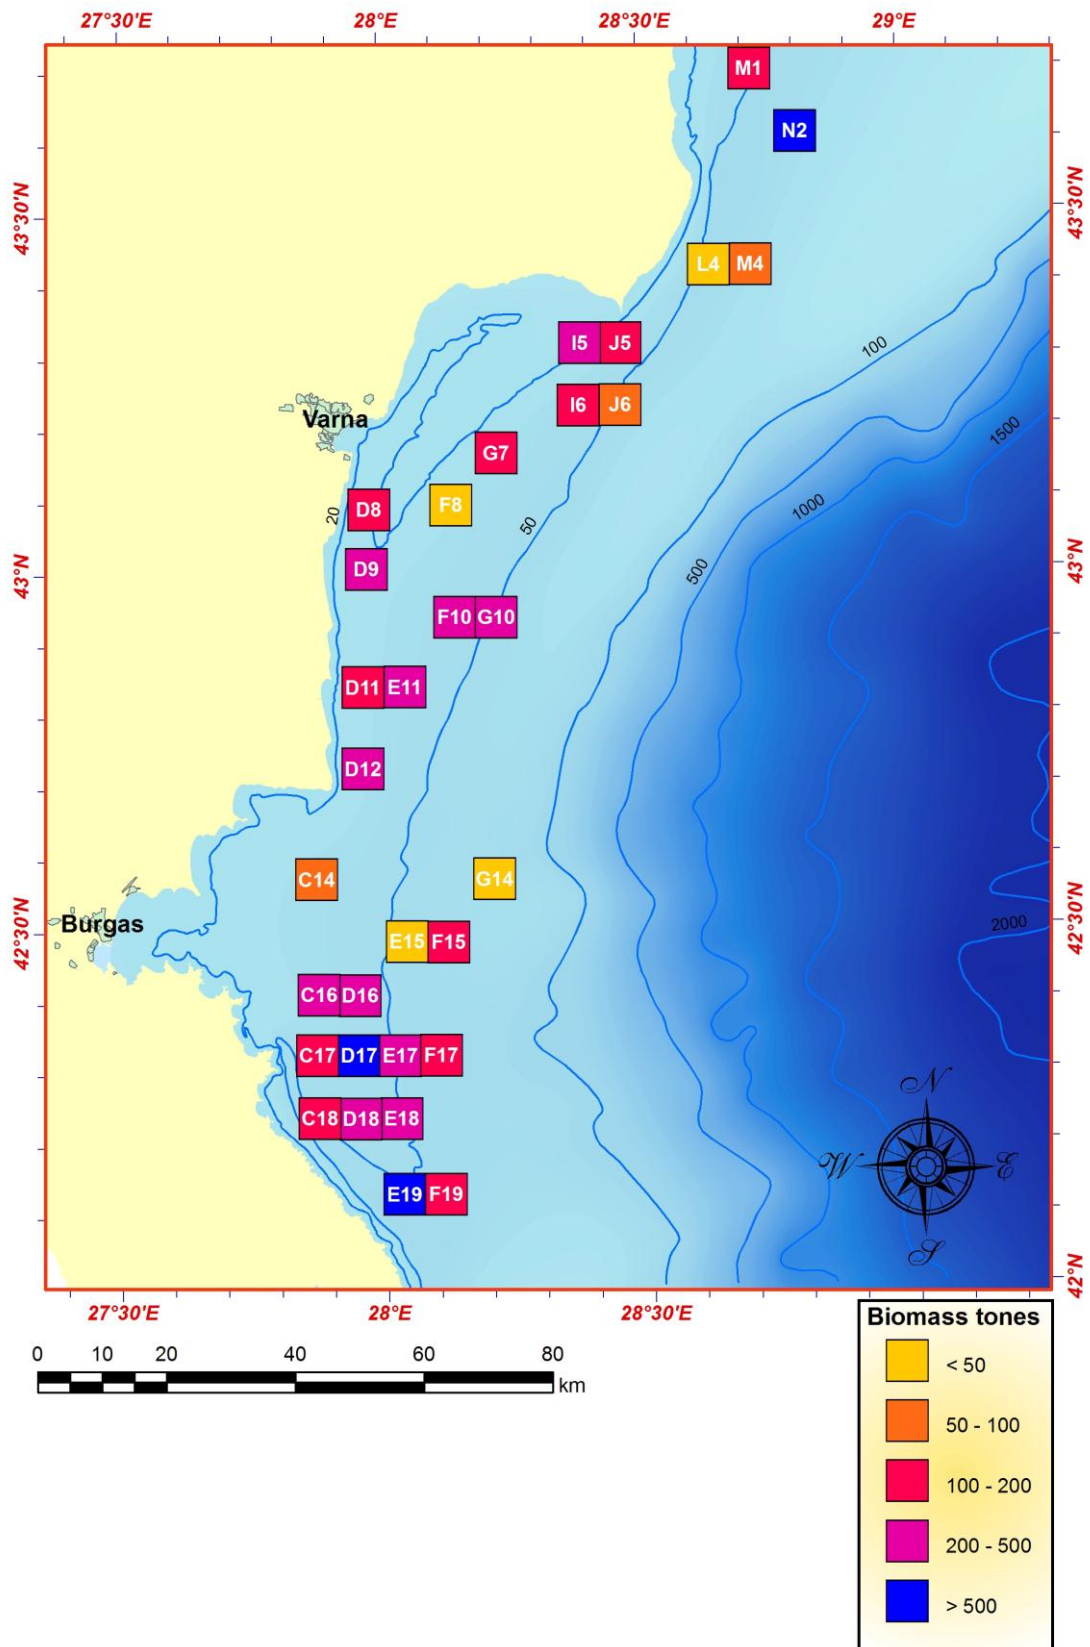 27°30'E 28°E 28°30'E 29°E
M1
N2
43°30'N 43°30'N
L4 M4
I5 J5
100
I6 J6
Varna
1500
G7
F8
D8
20
50
1000
D9
500
43°N 43°N
F10 G10
D11 E11
D12
C14 G14
Burgas
42°30'N 42°30'N
2000
E15 F15
C16 D16
C17 D17 E17 F17
N
C18 D18 E18
W E
E19 F19
S
42°N
27°30'E 28°E 28°30'E
Biomass tones
0 10 20 40 60 80
km
< 50
50 - 100
100 - 200
200 - 500
> 500